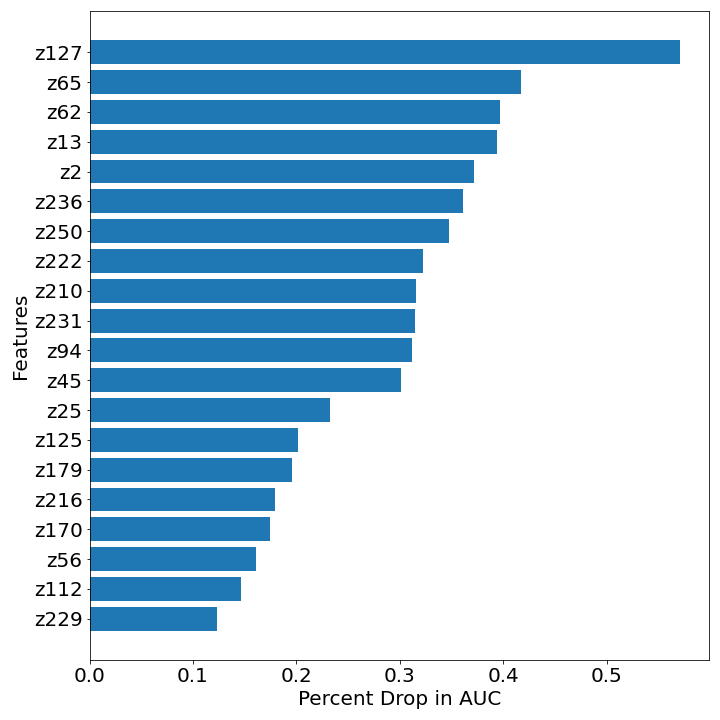 z127
z65
z62
z13
z2
z236
z250
z222
z210
z231
z94
z45
z25
z125
z179
z216
z170
z56
z112
z229
Features
0.0 0.1 0.2 0.3 0.4 0.5
Percent Drop in AUC